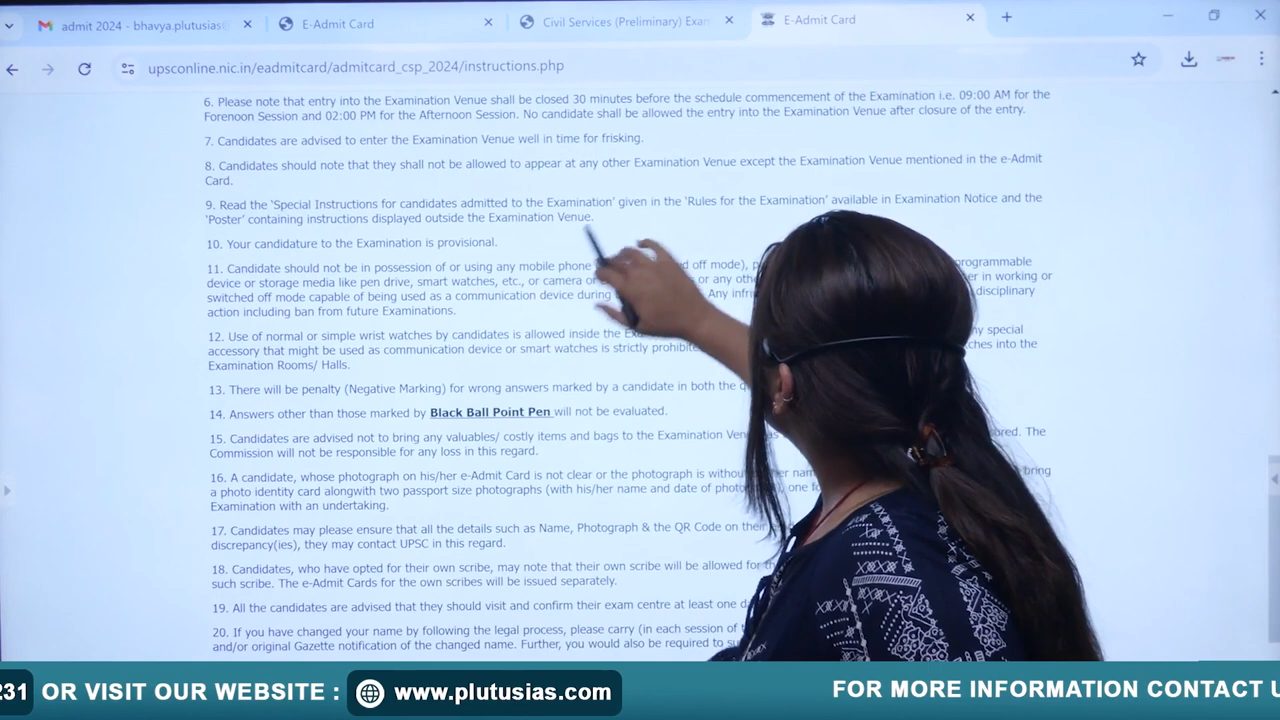 admit 2024 - bhavya.plutusias
E-Admit Card
Civil Services (Preliminary) Exam
E-Admit Card
upsconline.nic.in/eadmitcard/admitcard_csp_2024/instructions.php
6. Please note that entry into the Examination Venue shall be closed 30 minutes before the schedule commencement of the Examination i.e. 09:00 AM for the
Forenoon Session and 02:00 PM for the Afternoon Session. No candidate shall be allowed the entry into the Examination Venue after closure of the entry.
7. Candidates are advised to enter the Examination Venue well in time for frisking.
8. Candidates should note that they shall not be allowed to appear at any other Examination Venue except the Examination Venue mentioned in the e-Admit
Card.
9. Read the 'Special Instructions for candidates admitted to the Examination' given in the 'Rules for the Examination' available in Examination Notice and the
'Poster' containing instructions displayed outside the Examination Venue.
10. Your candidature to the Examination is provisional.
11. Candidate should not be in possession of or using any mobile phone d off mode), programmable
device or storage media like pen drive, smart watches, etc., or camera or or any other in working or
switched off mode capable of being used as a communication device during Any disciplinary
action including ban from future Examinations.
12. Use of normal or simple wrist watches by candidates is allowed inside the special
accessory that might be used as communication device or smart watches is strictly into the
Examination Rooms/ Halls.
13. There will be penalty (Negative Marking) for wrong answers marked by a candidate in both the
14. Answers other than those marked by Black Ball Point Pen will not be evaluated.
15. Candidates are advised not to bring any valuables/ costly items and bags to the Examination The
Commission will not be responsible for any loss in this regard.
16. A candidate, whose photograph on his/her e-Admit Card is not clear or the photograph is bring
a photo identity card alongwith two passport size photographs (with his/her name and date of
Examination with an undertaking.
17. Candidates may please ensure that all the details such as Name, Photograph & the QR Code on their
discrepancy(ies), they may contact UPSC in this regard.
18. Candidates, who have opted for their own scribe, may note that their own scribe will be allowed for
such scribe. The e-Admit Cards for the own scribes will be issued separately.
19. All the candidates are advised that they should visit and confirm their exam centre at least one
20. If you have changed your name by following the legal process, please carry (in each session of
and/or original Gazette notification of the changed name. Further, you would also be required to
231 OR VISIT OUR WEBSITE : www.plutusias.com FOR MORE INFORMATION CONTACT